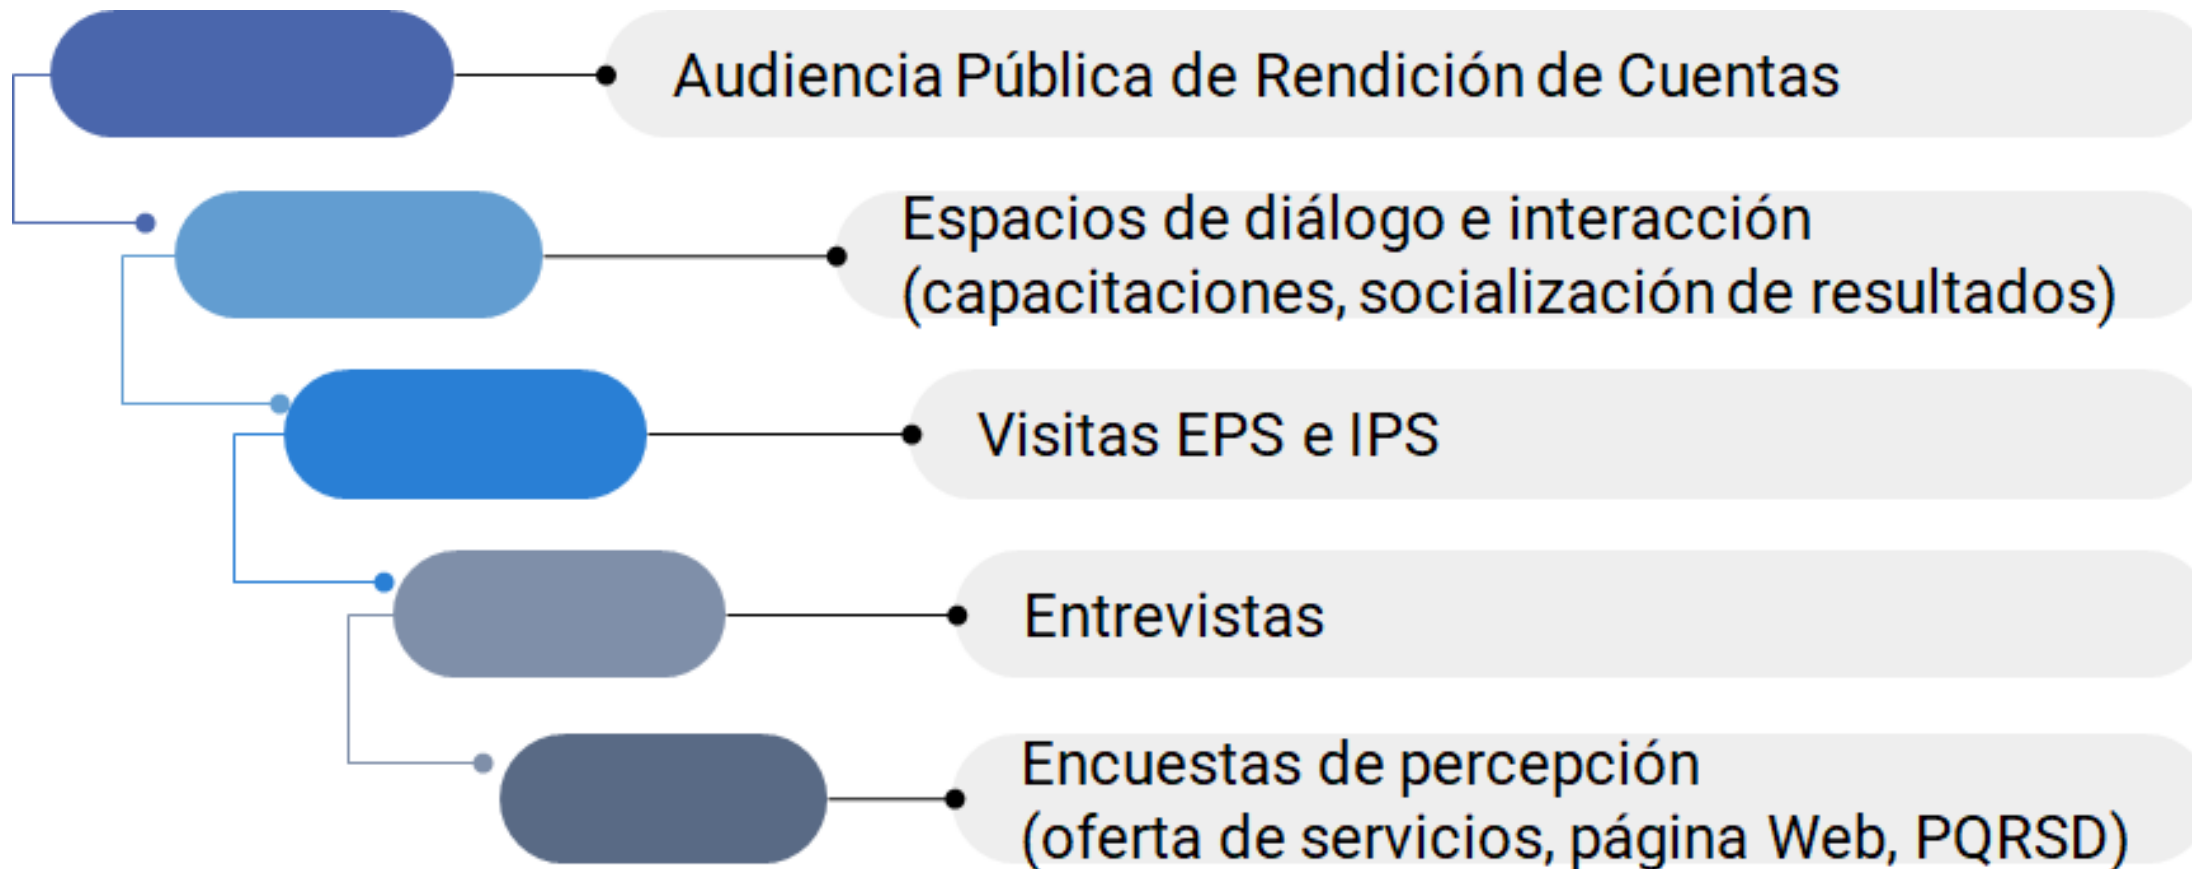 Audiencia Pública de Rendición de Cuentas
Espacios de diálogo e interacción
(capacitaciones, socialización de resultados)
Visitas EPS e IPS
Entrevistas
Encuestas de percepción
(oferta de servicios, página Web, PQRSD)